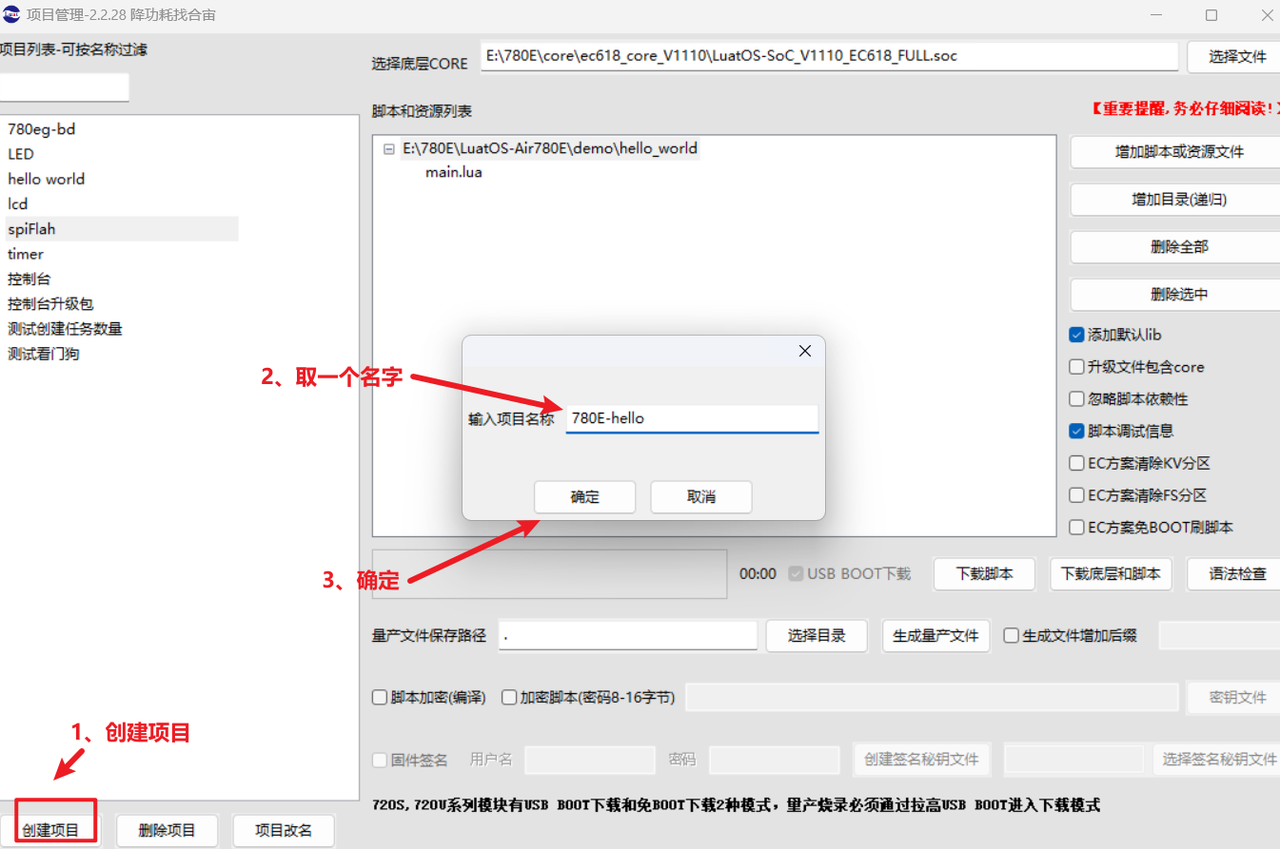 项目管理-2.2.28 降功耗找合宙
项目列表-可按名称过滤
780eg-bd
LED
hello world
lcd
spiFlah
timer
控制台
控制台升级包
测试创建任务数量
测试看门狗
1、创建项目
创建项目
删除项目
项目改名
选择底层CORE
E:\780E\core\ec618_core_V1110\LuatOS-SoC_V1110_EC618_FULL.soc
选择文件
脚本和资源列表
【重要提醒,务必仔细阅读!】
E:\780E\LuatOS-Air780E\demo\hello_world
main.lua
增加脚本或资源文件
增加目录(递归)
删除全部
删除选中
添加默认lib
升级文件包含core
忽略脚本依赖性
脚本调试信息
EC方案清除KV分区
EC方案清除FS分区
EC方案免BOOT刷脚本
2、取一个名字
输入项目名称
780E-hello
确定
取消
3、确定
00:00
USB BOOT下载
下载脚本
下载底层和脚本
语法检查
量产文件保存路径
.
选择目录
生成量产文件
生成文件增加后缀
脚本加密(编译)
加密脚本(密码8-16字节)
密钥文件
固件签名
用户名
密码
创建签名秘钥文件
选择签名秘钥文件
720S,720U系列模块有USB BOOT下载和免BOOT下载2种模式，量产烧录必须通过拉高USB BOOT进入下载模式